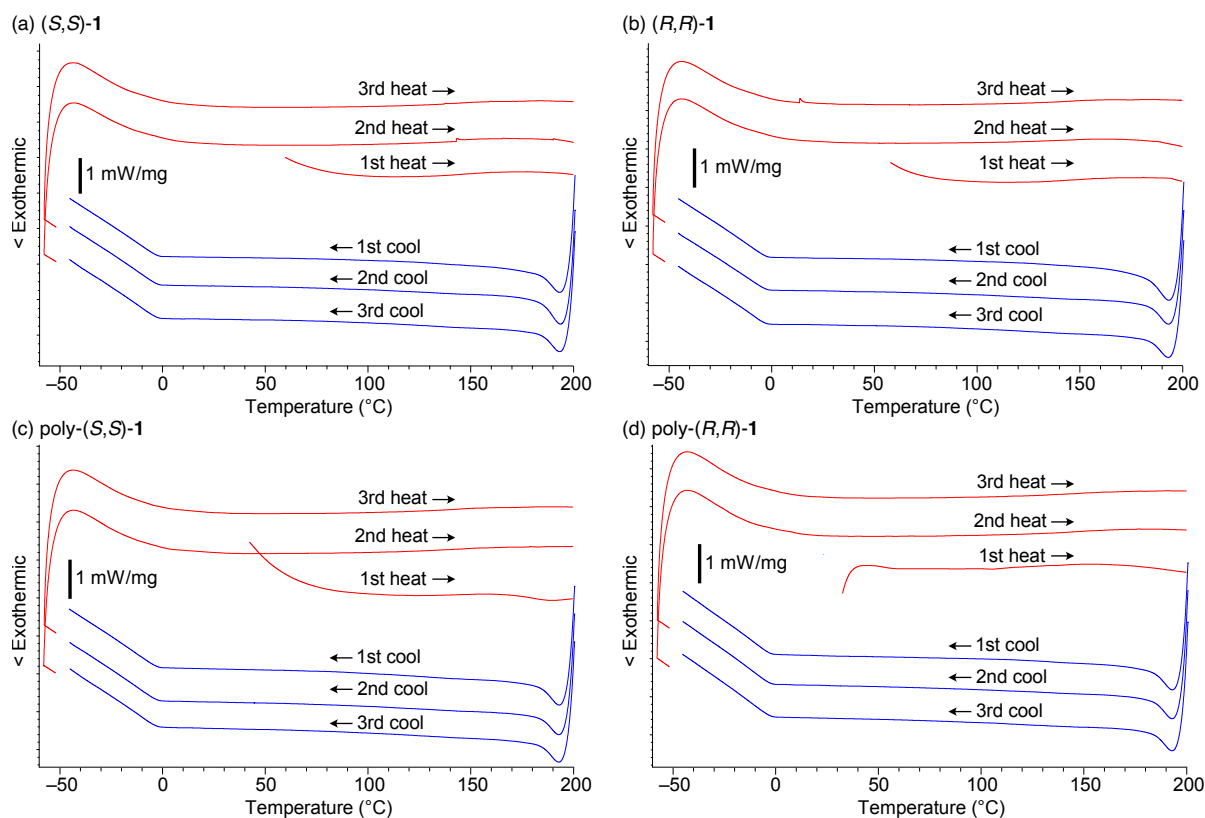 (a) (S,S)-1
3rd heat →
2nd heat →
1st heat →
1 mW/mg
< Exothermic
← 1st cool
← 2nd cool
← 3rd cool
–50 0 50 100 150 200
Temperature (°C)
(b) (R,R)-1
3rd heat →
2nd heat →
1st heat →
1 mW/mg
< Exothermic
← 1st cool
← 2nd cool
← 3rd cool
–50 0 50 100 150 200
Temperature (°C)
(c) poly-(S,S)-1
3rd heat →
2nd heat →
1st heat →
1 mW/mg
< Exothermic
← 1st cool
← 2nd cool
← 3rd cool
–50 0 50 100 150 200
Temperature (°C)
(d) poly-(R,R)-1
3rd heat →
2nd heat →
1st heat →
1 mW/mg
< Exothermic
← 1st cool
← 2nd cool
← 3rd cool
–50 0 50 100 150 200
Temperature (°C)